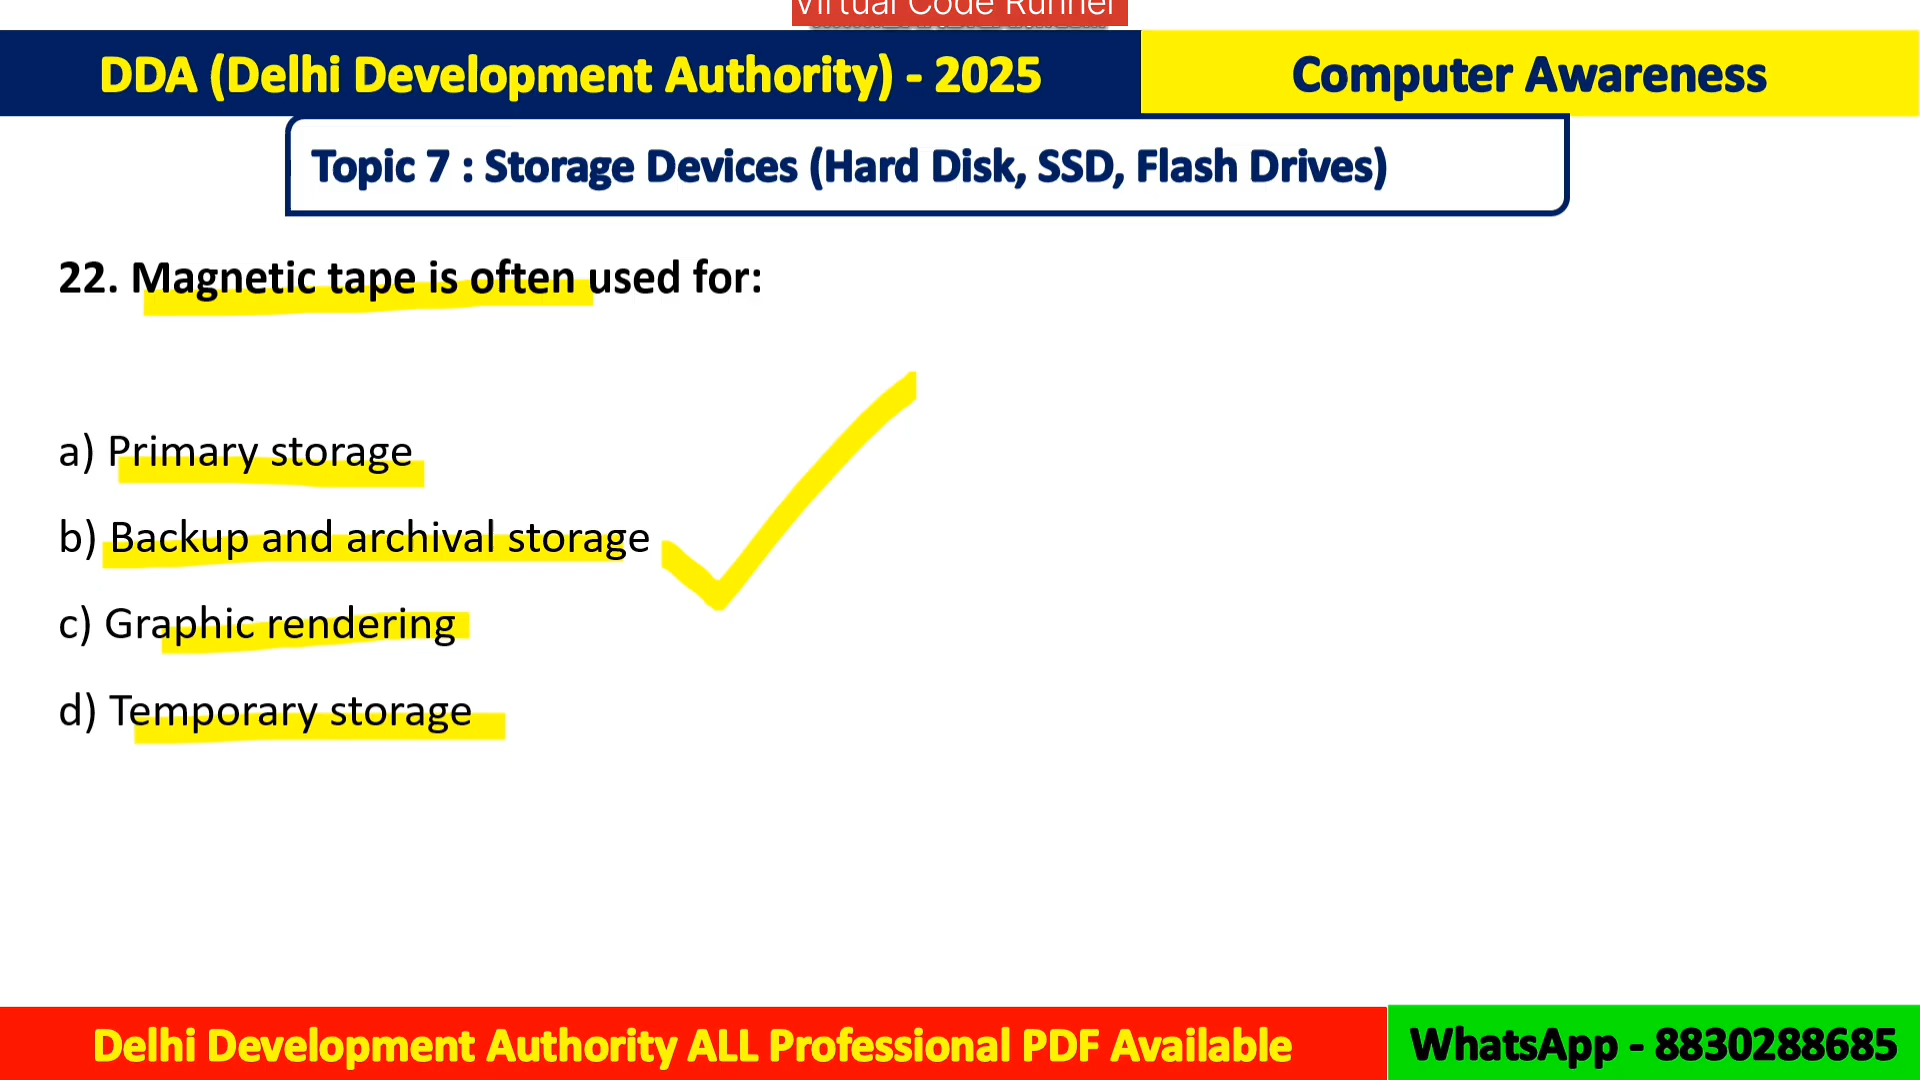 Virtual Code Runner
DDA (Delhi Development Authority) - 2025
Computer Awareness
Topic 7 : Storage Devices (Hard Disk, SSD, Flash Drives)
22. Magnetic tape is often used for:
a) Primary storage
b) Backup and archival storage
c) Graphic rendering
d) Temporary storage
Delhi Development Authority ALL Professional PDF Available
WhatsApp - 8830288685